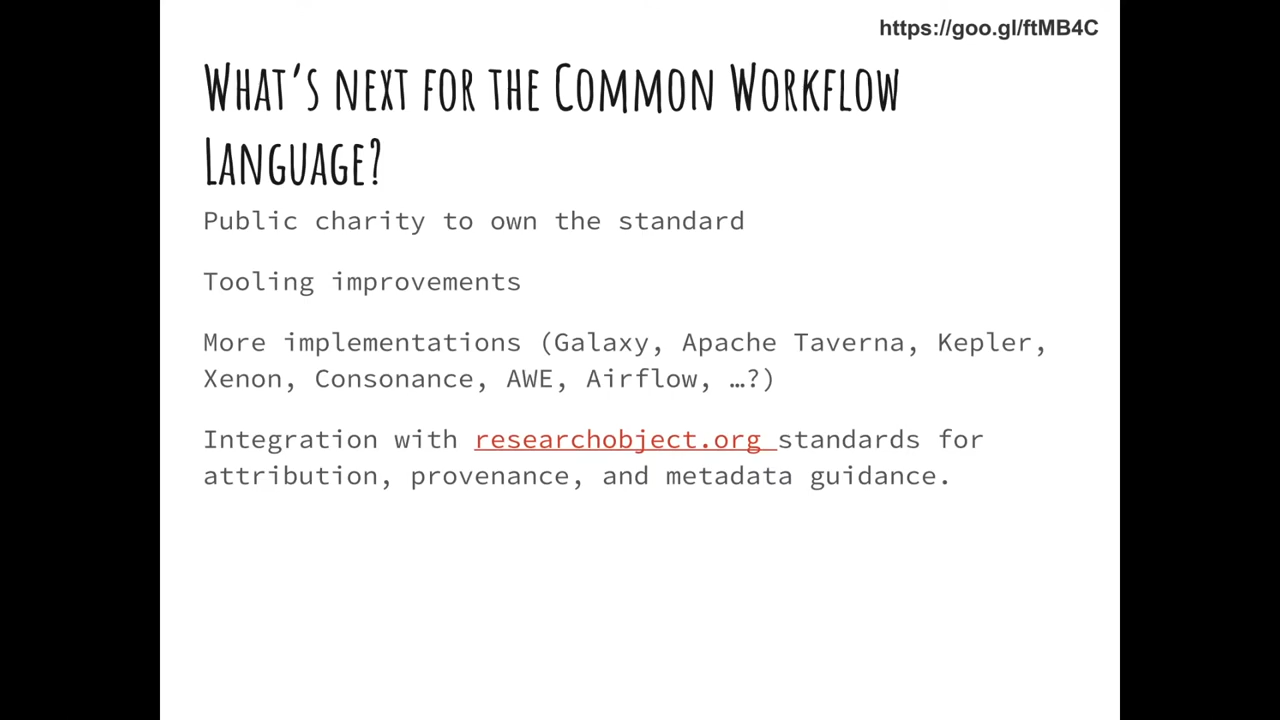 https://goo.gl/ftMB4C
What's next for the Common Workflow
Language?
Public charity to own the standard
Tooling improvements
More implementations (Galaxy, Apache Taverna, Kepler,
Xenon, Consonance, AWE, Airflow, …?)
Integration with researchobject.org standards for
attribution, provenance, and metadata guidance.